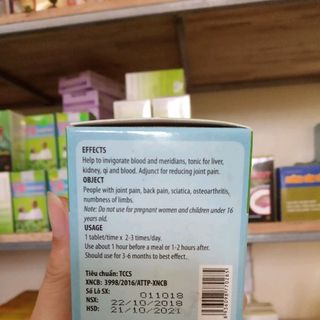 EFFECTS
Help to invigorate blood and meridians, tonic for liver,
kidney, qi and blood. Adjunct for reducing joint pain.
OBJECT
People with joint pain, back pain, sciatica, osteoarthritis,
numbness of limbs.
Note: Do not use for pregnant women and children under 16
years old.
USAGE
1 tablet/time x 2-3 times/day.
Use about 1 hour before a meal or 1-2 hours after.
Should use for 3-6 months to best effect.
Tiêu chuẩn: TCCS
XNCB: 3998/2016/ATTP-XNCB
Số Lô SX: 011018
NSX: 22/10/2018
HSD: 21/10/2021